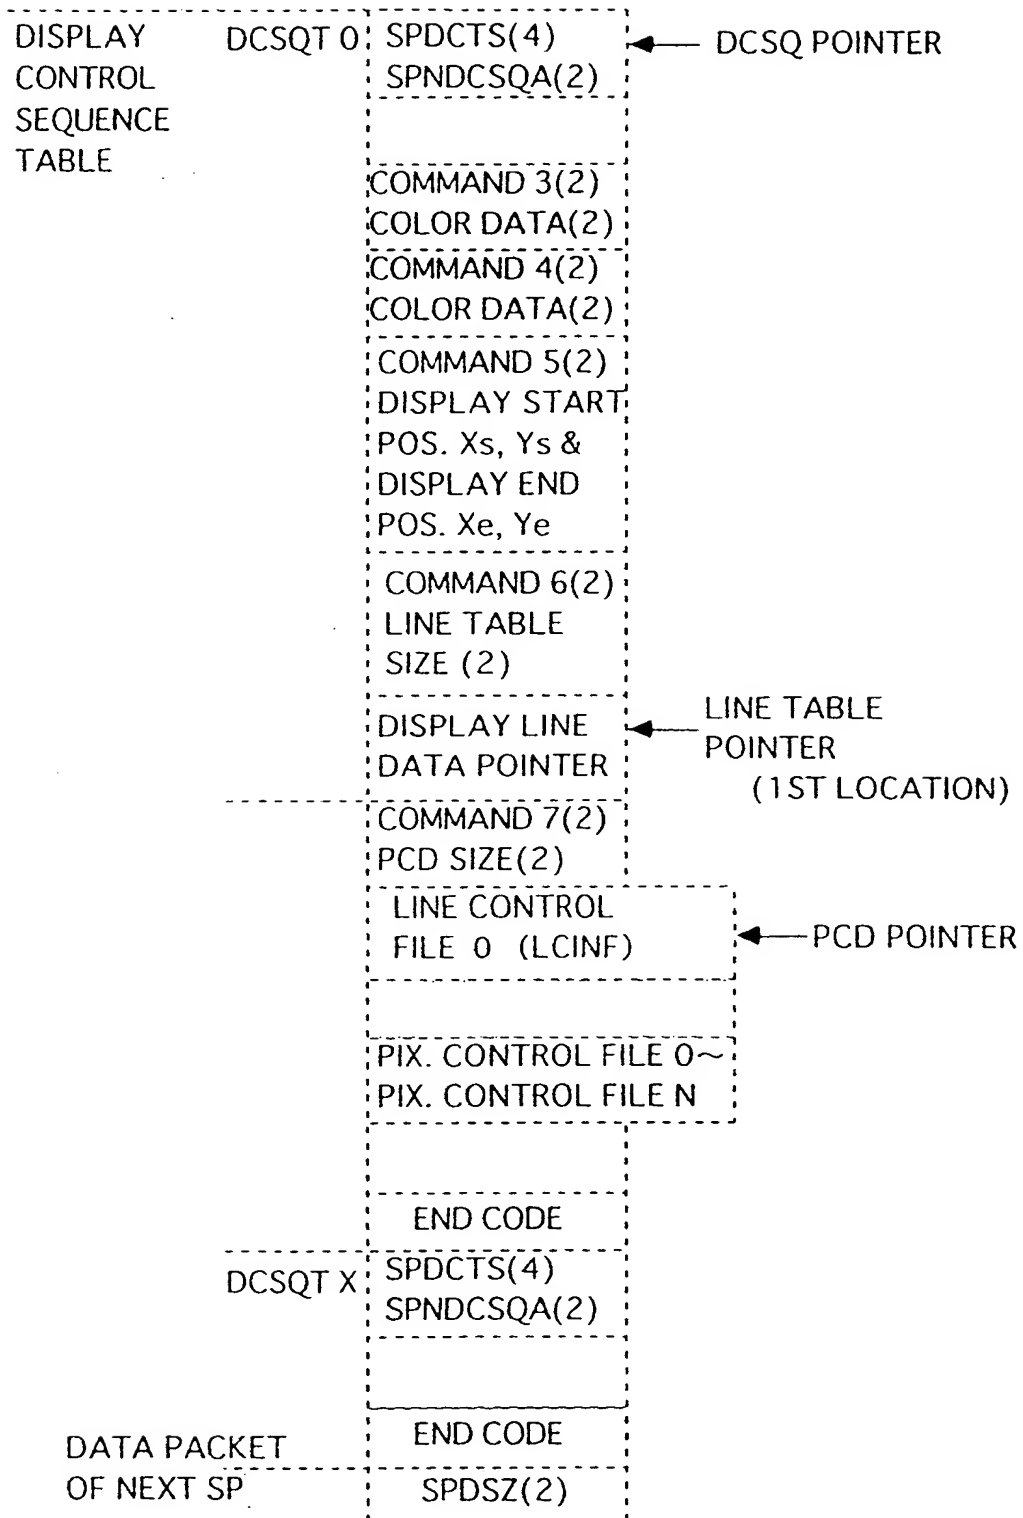 DISPLAY
CONTROL
SEQUENCE
TABLE
DCSQT 0
SPDCTS(4)
SPNDCSQA(2)
DCSQ POINTER
COMMAND 3(2)
COLOR DATA(2)
COMMAND 4(2)
COLOR DATA(2)
COMMAND 5(2)
DISPLAY START
POS. Xs, Ys &
DISPLAY END
POS. Xe, Ye
COMMAND 6(2)
LINE TABLE
SIZE (2)
DISPLAY LINE
DATA POINTER
LINE TABLE
POINTER
(1ST LOCATION)
COMMAND 7(2)
PCD SIZE(2)
LINE CONTROL
FILE 0 (LCINF)
PCD POINTER
PIX. CONTROL FILE 0~
PIX. CONTROL FILE N
END CODE
DCSQT X
SPDCTS(4)
SPNDCSQA(2)
END CODE
DATA PACKET
OF NEXT SP
SPDSZ(2)